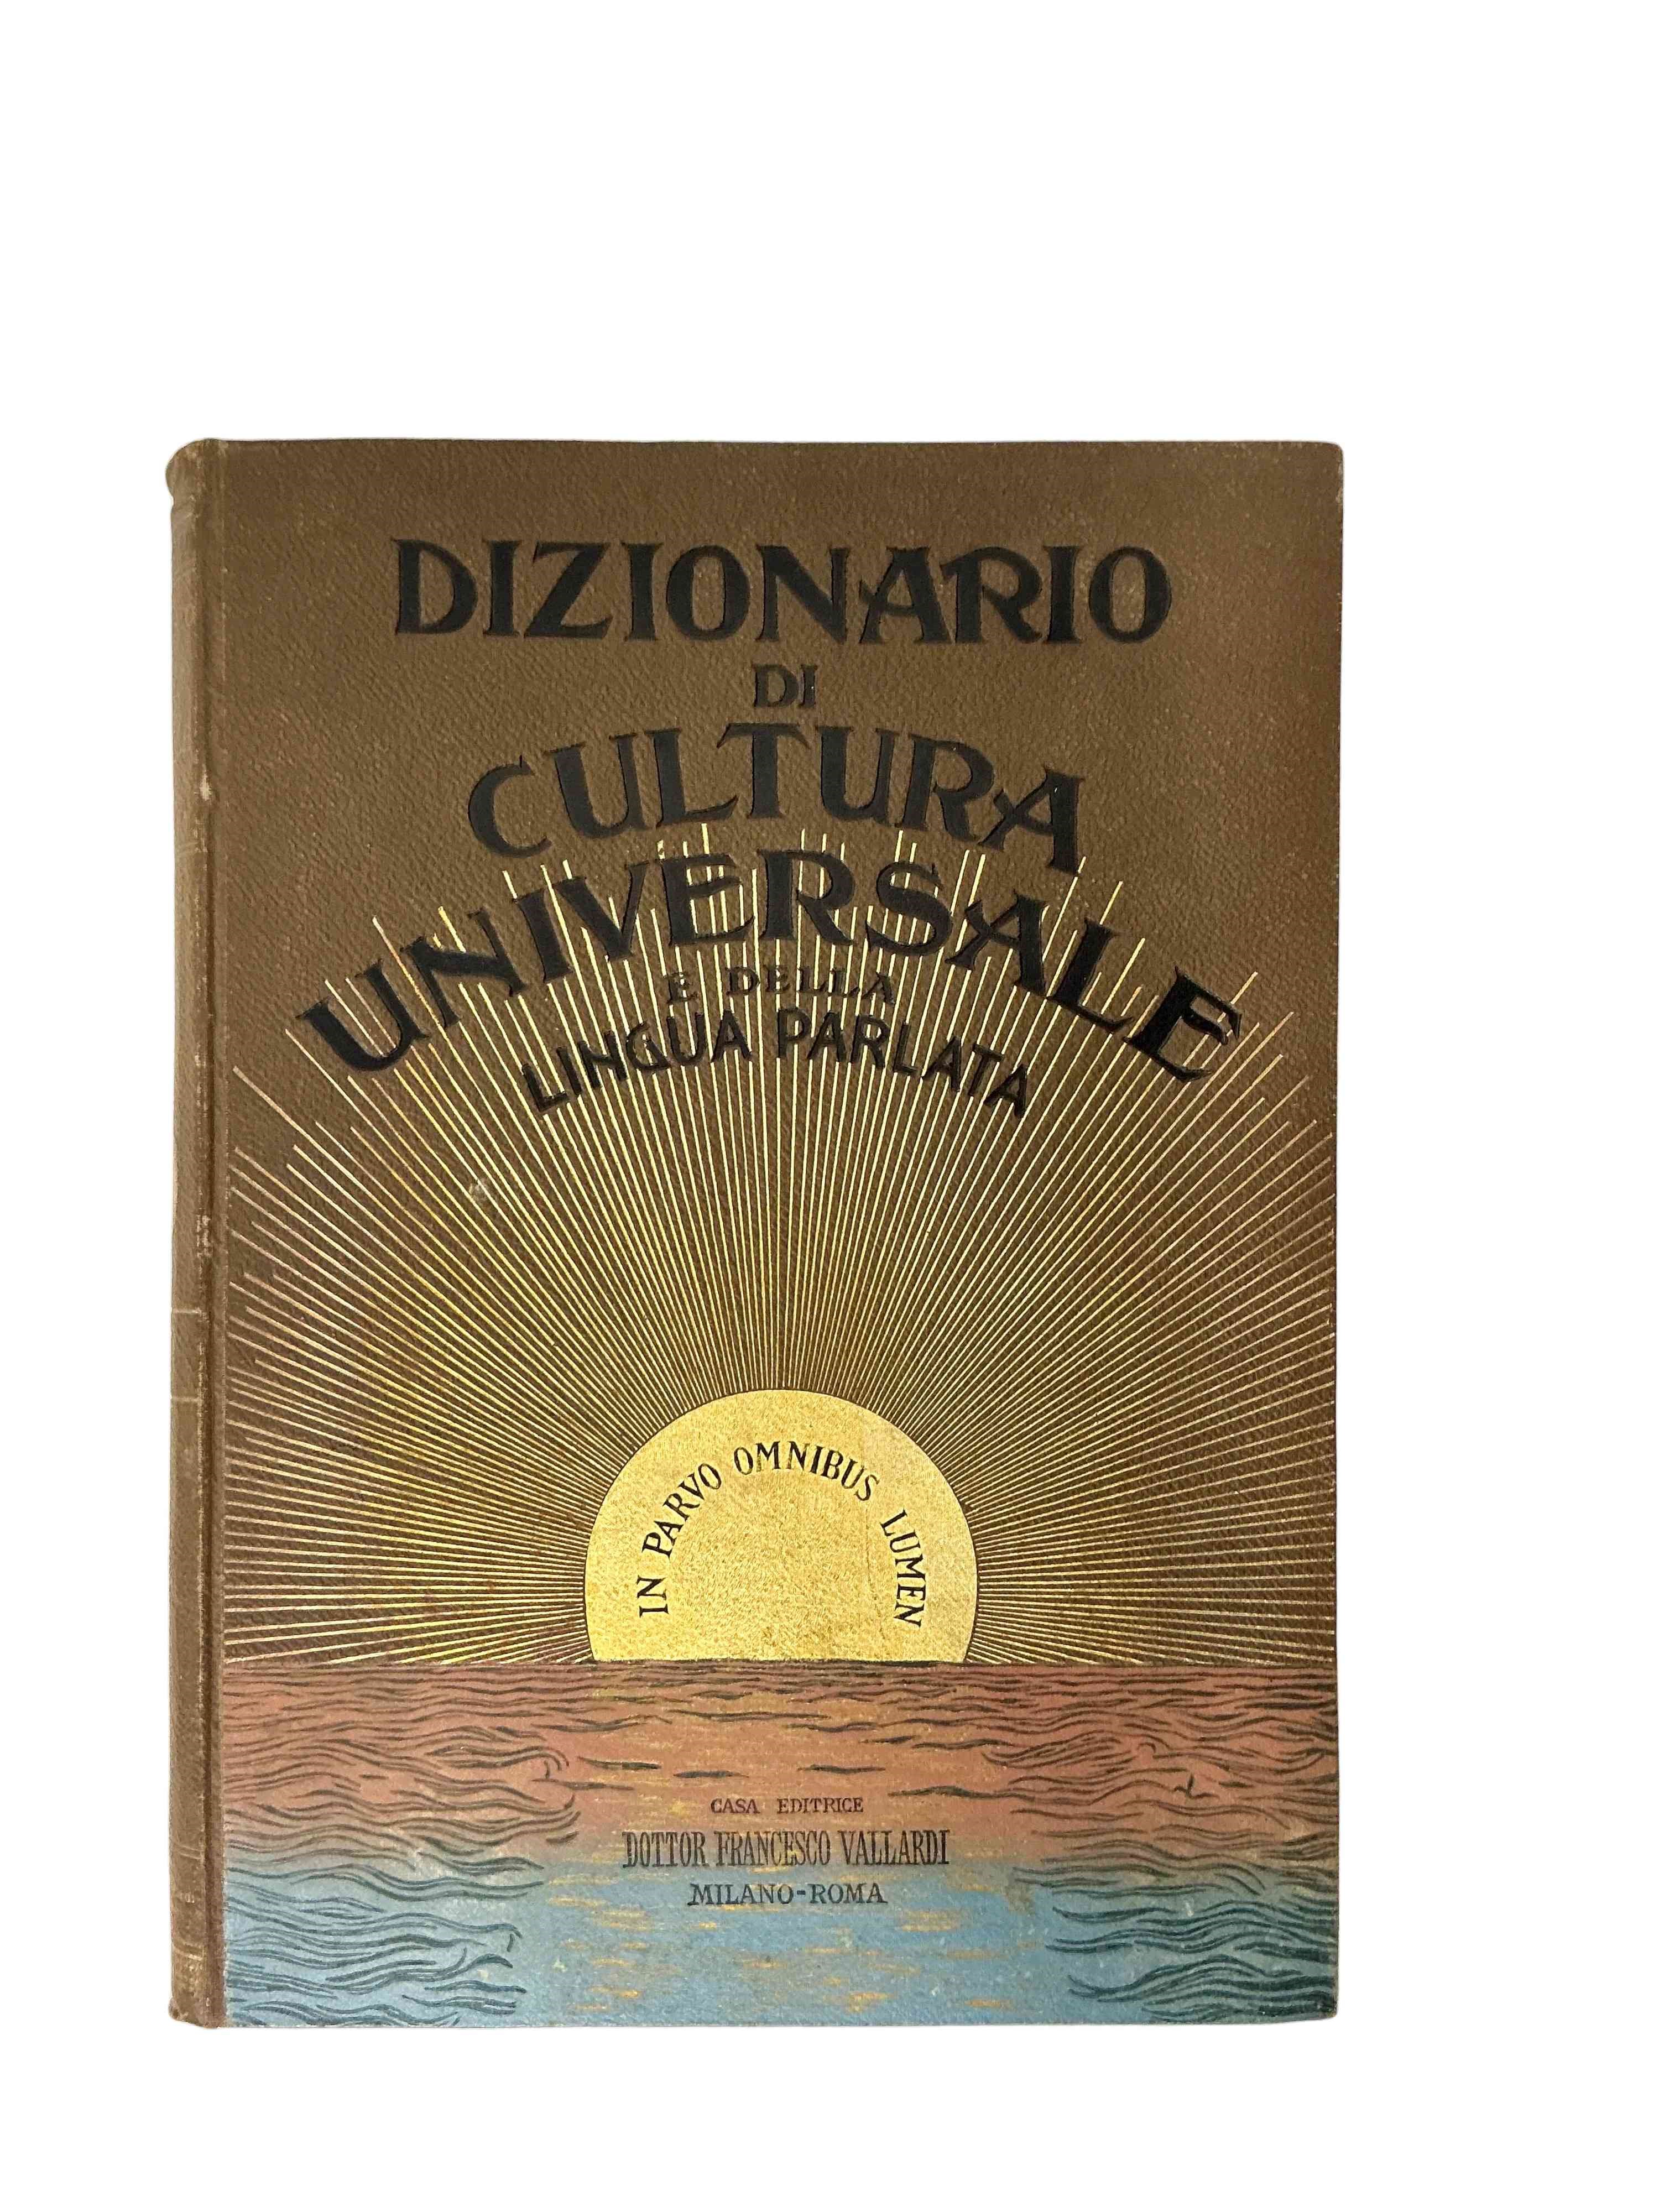 DIZIONARIO
DI
CULTURA
UNIVERSALE
E DELLA
LINGUA PARLATA
IN PARVO OMNIBUS LUMEN
CASA EDITRICE
DOTTOR FRANCESCO VALLARDI
MILANO-ROMA